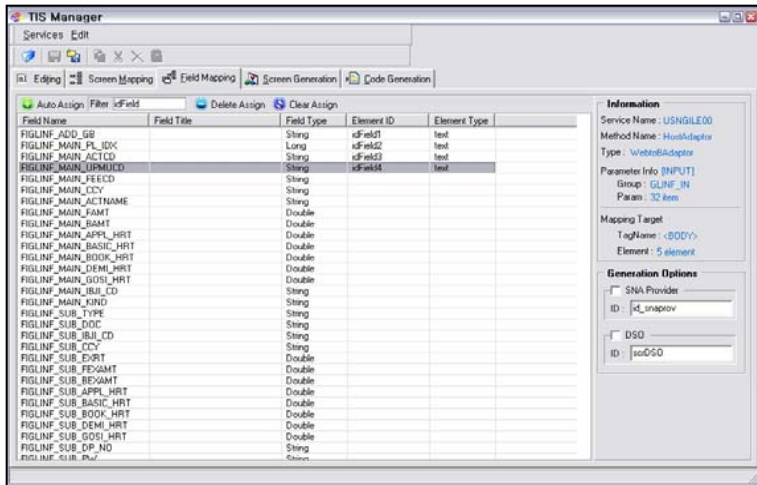 TIS Manager
Services Edit
Editing Screen Mapping Field Mapping Screen Generation Code Generation
Auto Assign Filter idField Delete Assign Clear Assign
Field Name Field Title Field Type Element ID Element Type
FIGLINF_ADD_GB String idField1 text
FIGLINF_MAIN_PL_IDX Long idField2 text
FIGLINF_MAIN_ACTCD String idField3 text
FIGLINF_MAIN_UPMUCD String idField4 text
FIGLINF_MAIN_FEECD String
FIGLINF_MAIN_CCY String
FIGLINF_MAIN_ACTNAME String
FIGLINF_MAIN_FAMT Double
FIGLINF_MAIN_BAMT Double
FIGLINF_MAIN_APPL_HRT Double
FIGLINF_MAIN_BASIC_HRT Double
FIGLINF_MAIN_BOOK_HRT Double
FIGLINF_MAIN_DEMI_HRT Double
FIGLINF_MAIN_GOSI_HRT Double
FIGLINF_MAIN_IBJI_CD String
FIGLINF_MAIN_KIND String
FIGLINF_SUB_TYPE String
FIGLINF_SUB_DOC String
FIGLINF_SUB_IBJI_CD String
FIGLINF_SUB_CCY String
FIGLINF_SUB_EXRT Double
FIGLINF_SUB_FEXAMT Double
FIGLINF_SUB_BEXAMT Double
FIGLINF_SUB_APPL_HRT Double
FIGLINF_SUB_BASIC_HRT Double
FIGLINF_SUB_BOOK_HRT Double
FIGLINF_SUB_DEMI_HRT Double
FIGLINF_SUB_GOSI_HRT Double
FIGLINF_SUB_DP_NO String
FIGLINF_SUB_PW String
Information
Service Name : USNGILE00
Method Name : HostAdaptor
Type : WebtoBAdaptor
Parameter Info [INPUT]
Group : GLINF_IN
Param : 32 item
Mapping Target
TagName : <BODY>
Element : 5 element
Generation Options
SNA Provider
ID : id_snaprov
DSO
ID : scrDSO